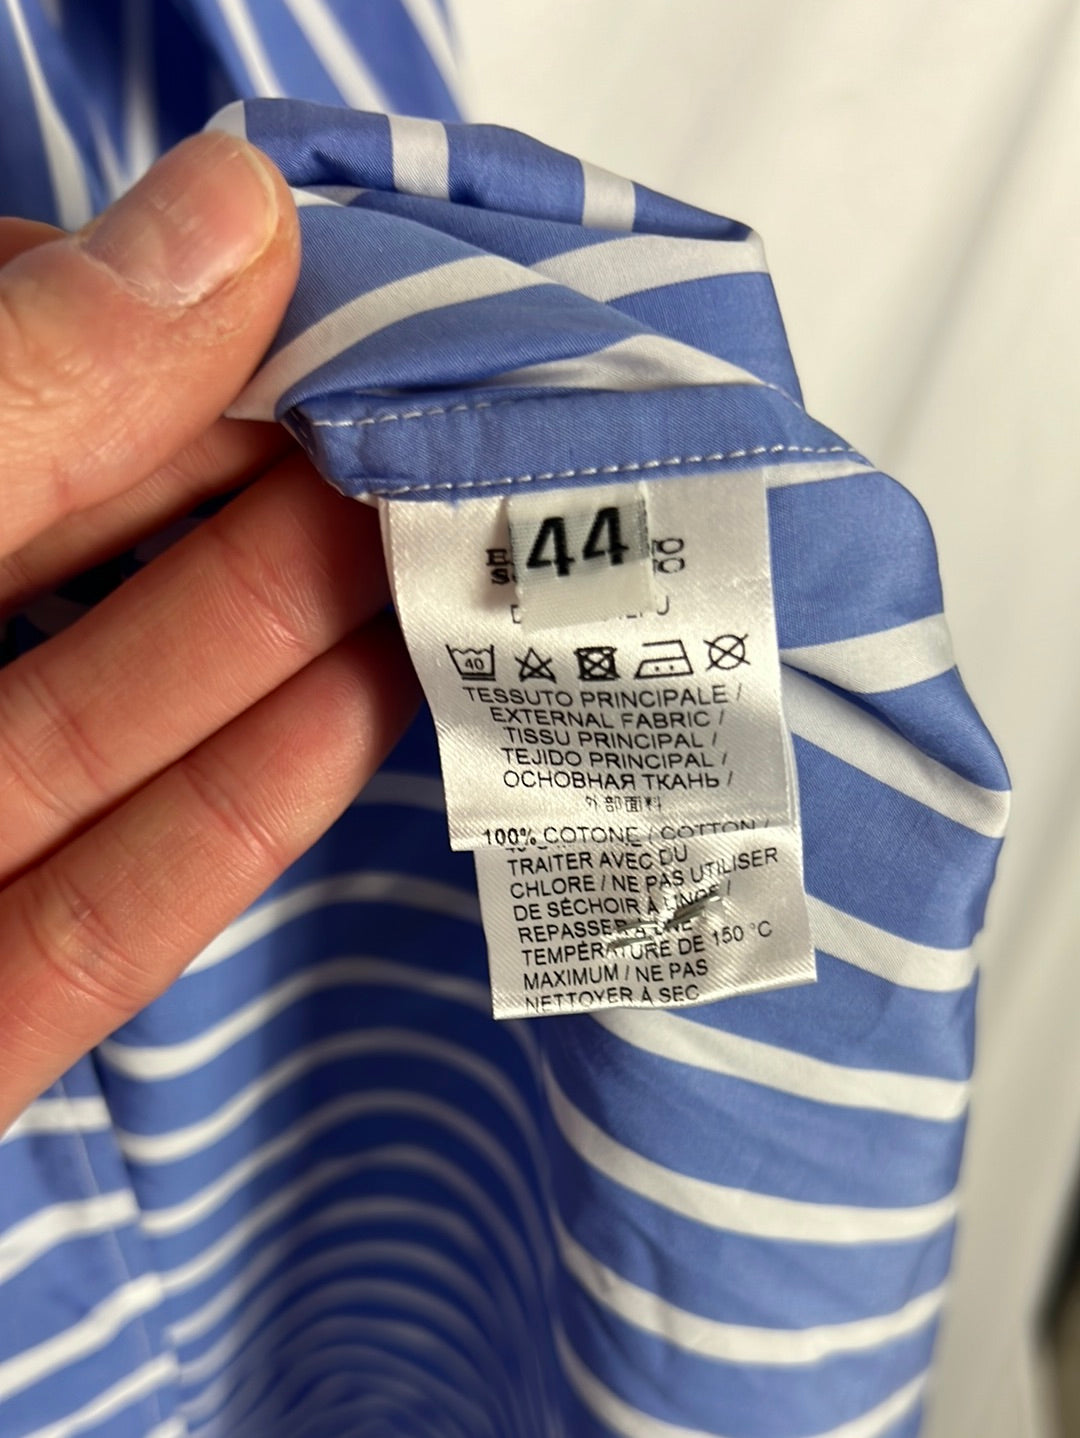 44
40
TESSUTO PRINCIPALE /
EXTERNAL FABRIC /
TISSU PRINCIPAL /
TEJIDO PRINCIPAL /
ОСНОВНАЯ ТКАНЬ /
外部面料
100% COTONE / COTTON /
TRAITER AVEC DU
CHLORE / NE PAS UTILISER
DE SÉCHOIR À LINGE /
REPASSER À UNE
TEMPÉRATURE DE 150 °C
MAXIMUM / NE PAS
NETTOYER À SEC